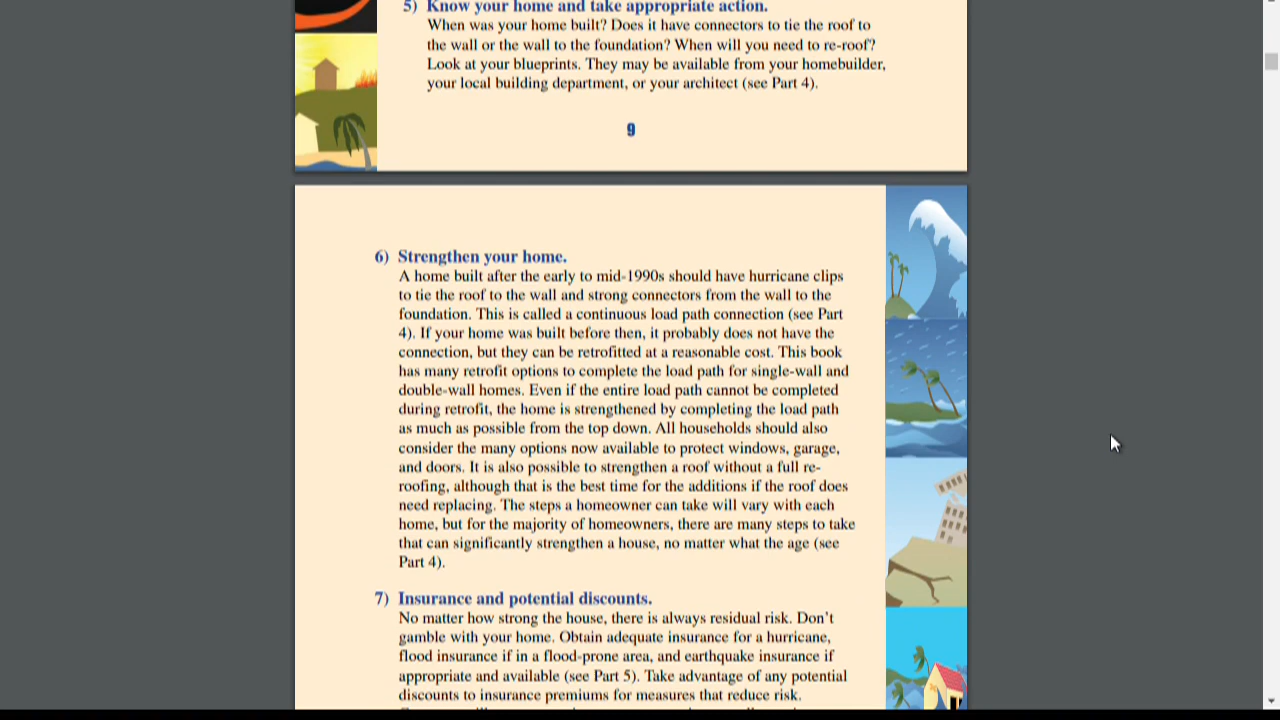 5) Know your home and take appropriate action.
When was your home built? Does it have connectors to tie the roof to
the wall or the wall to the foundation? When will you need to re-roof?
Look at your blueprints. They may be available from your homebuilder,
your local building department, or your architect (see Part 4).
9
6) Strengthen your home.
A home built after the early to mid-1990s should have hurricane clips
to tie the roof to the wall and strong connectors from the wall to the
foundation. This is called a continuous load path connection (see Part
4). If your home was built before then, it probably does not have the
connection, but they can be retrofitted at a reasonable cost. This book
has many retrofit options to complete the load path for single-wall and
double-wall homes. Even if the entire load path cannot be completed
during retrofit, the home is strengthened by completing the load path
as much as possible from the top down. All households should also
consider the many options now available to protect windows, garage,
and doors. It is also possible to strengthen a roof without a full re-
roofing, although that is the best time for the additions if the roof does
need replacing. The steps a homeowner can take will vary with each
home, but for the majority of homeowners, there are many steps to take
that can significantly strengthen a house, no matter what the age (see
Part 4).
7) Insurance and potential discounts.
No matter how strong the house, there is always residual risk. Don’t
gamble with your home. Obtain adequate insurance for a hurricane,
flood insurance if in a flood-prone area, and earthquake insurance if
appropriate and available (see Part 5). Take advantage of any potential
discounts to insurance premiums for measures that reduce risk.